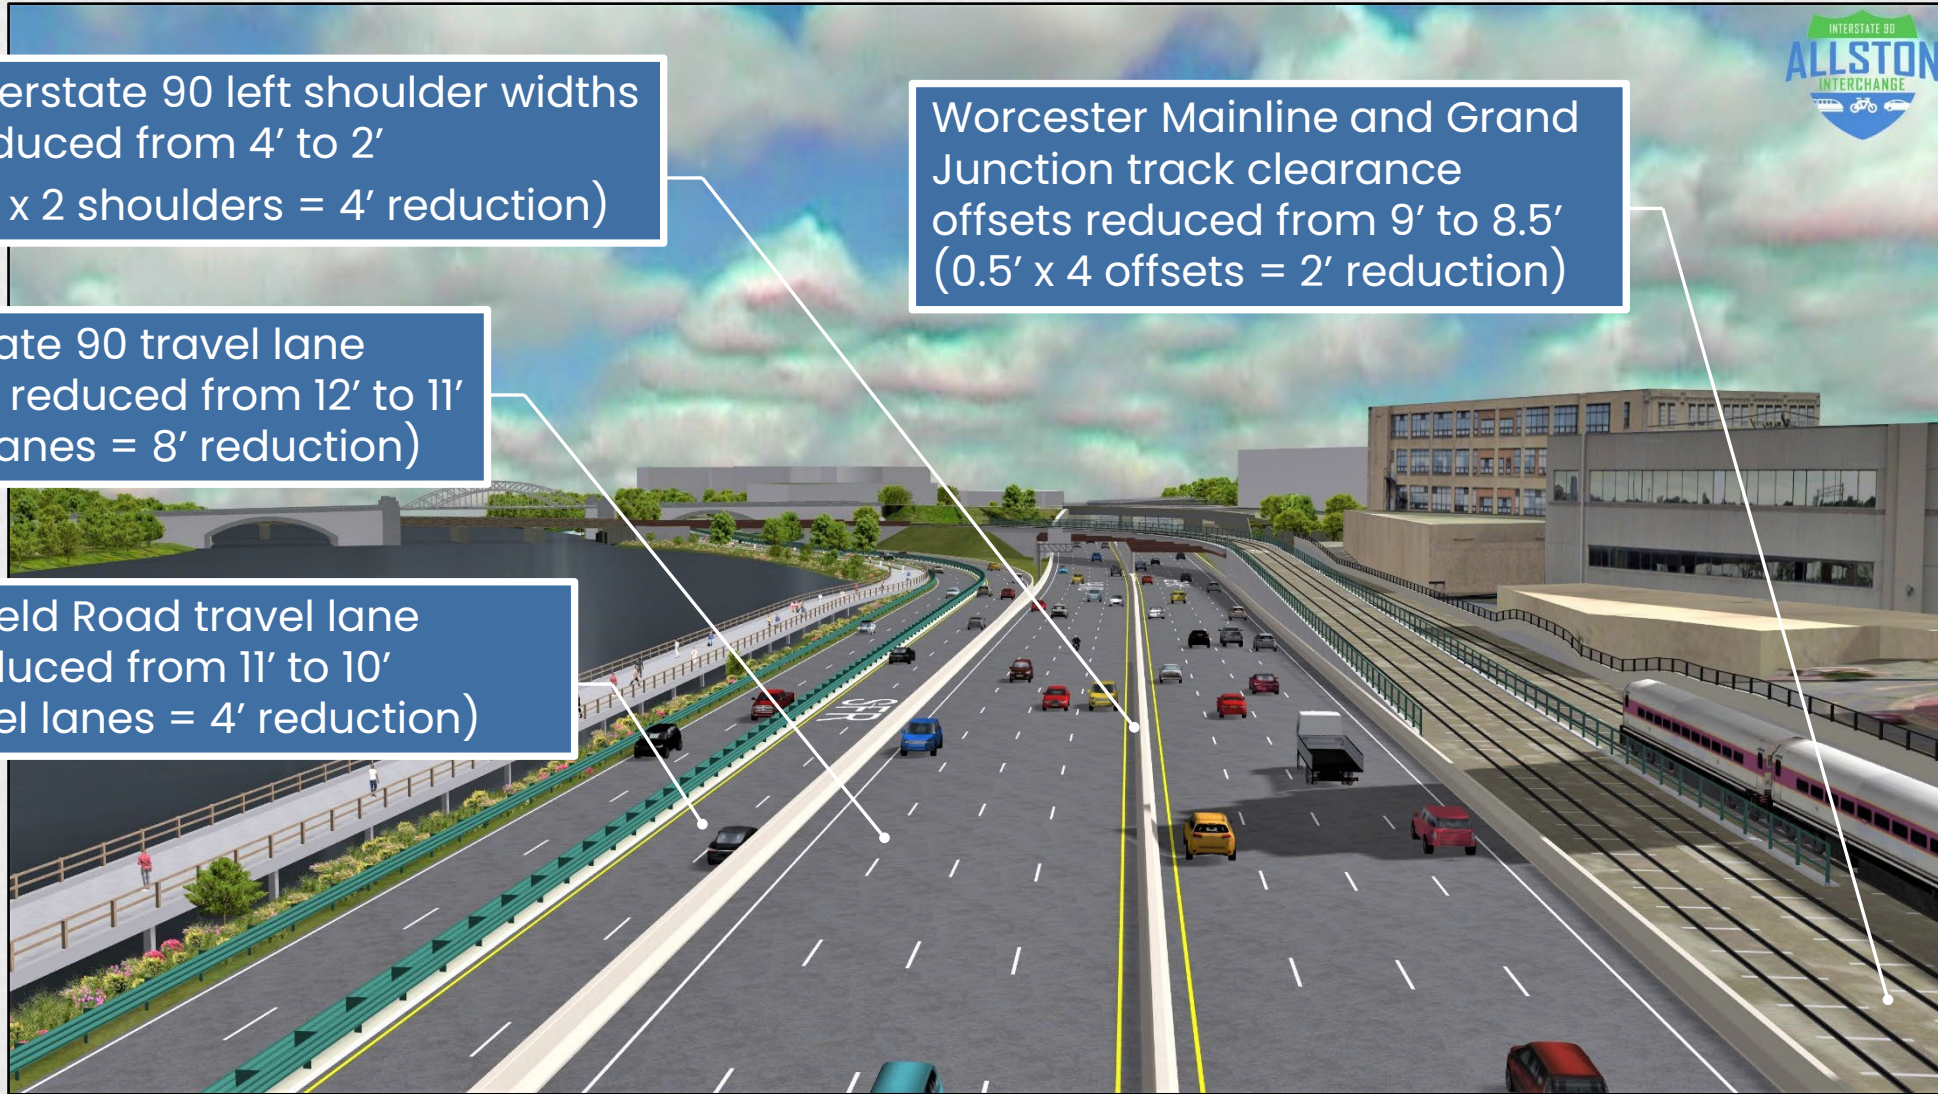 erstate 90 left shoulder widths
duced from 4’ to 2’
x 2 shoulders = 4’ reduction)
Worcester Mainline and Grand
Junction track clearance
offsets reduced from 9’ to 8.5’
(0.5’ x 4 offsets = 2’ reduction)
INTERSTATE 90
ALLSTON
INTERCHANGE
ate 90 travel lane
reduced from 12’ to 11’
anes = 8’ reduction)
eld Road travel lane
duced from 11’ to 10’
el lanes = 4’ reduction)
SFR